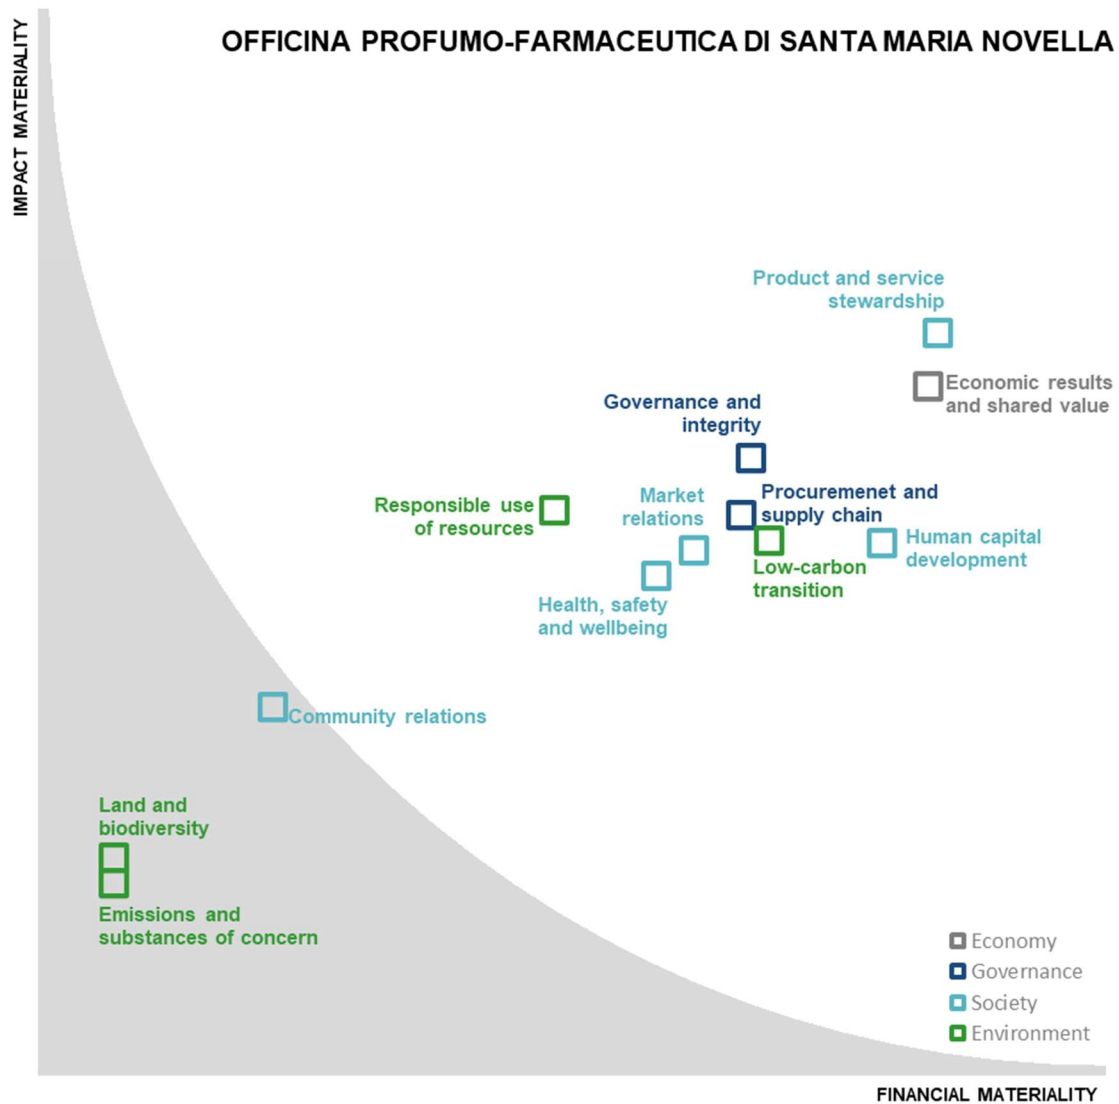 OFFICINA PROFUMO-FARMACEUTICA DI SANTA MARIA NOVELLA
IMPACT MATERIALITY
Product and service
stewardship
Economic results
and shared value
Governance and
integrity
Responsible use
of resources
Market
relations
Procuremenet and
supply chain
Human capital
development
Low-carbon
transition
Health, safety
and wellbeing
Community relations
Land and
biodiversity
Emissions and
substances of concern
Economy
Governance
Society
Environment
FINANCIAL MATERIALITY